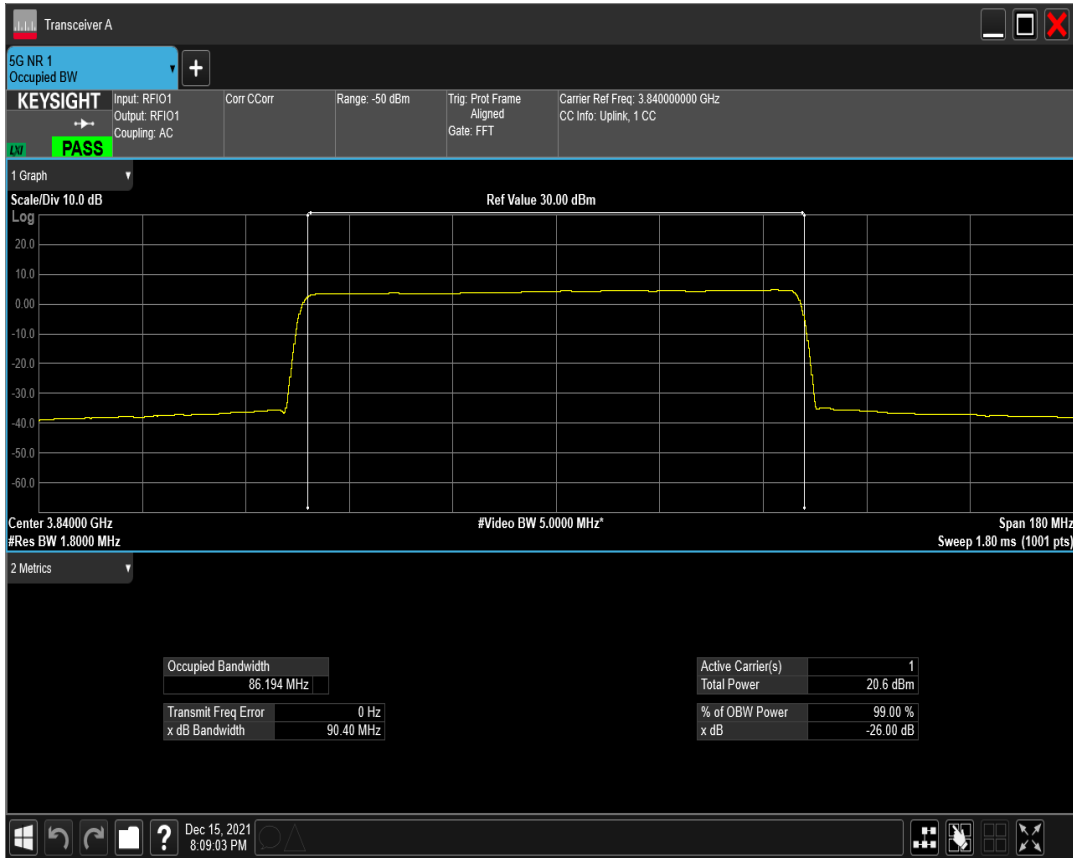 Transceiver A
5G NR 1
Occupied BW
+
KEYSIGHT
LXI
PASS
Input: RFIO1
Output: RFIO1
Coupling: AC
Corr CCorr
Range: -50 dBm
Trig: Prot Frame
Aligned
Gate: FFT
Carrier Ref Freq: 3.840000000 GHz
CC Info: Uplink, 1 CC
1 Graph
Scale/Div 10.0 dB
Ref Value 30.00 dBm
Log
20.0
10.0
0.00
-10.0
-20.0
-30.0
-40.0
-50.0
-60.0
Center 3.84000 GHz
#Video BW 5.0000 MHz*
Span 180 MHz
#Res BW 1.8000 MHz
Sweep 1.80 ms (1001 pts)
2 Metrics
Occupied Bandwidth
86.194 MHz
Transmit Freq Error 0 Hz
x dB Bandwidth 90.40 MHz
Active Carrier(s) 1
Total Power 20.6 dBm
% of OBW Power 99.00 %
x dB -26.00 dB
?
Dec 15, 2021
8:09:03 PM